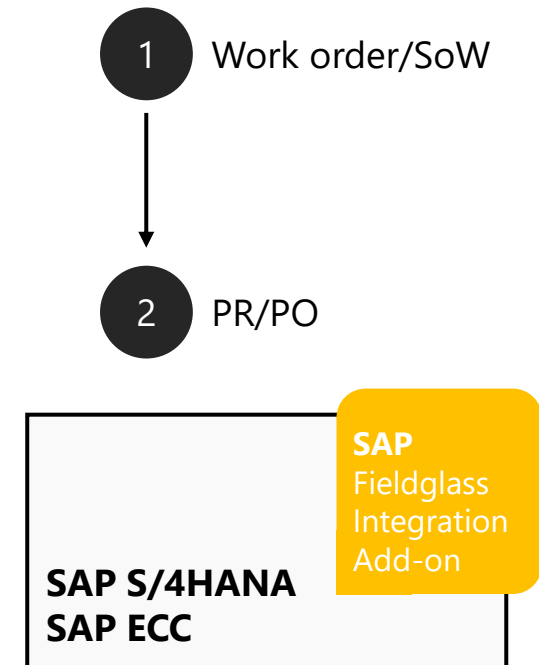 1 Work order/SoW
2 PR/PO
SAP
Fieldglass
Integration
Add-on
SAP S/4HANA
SAP ECC